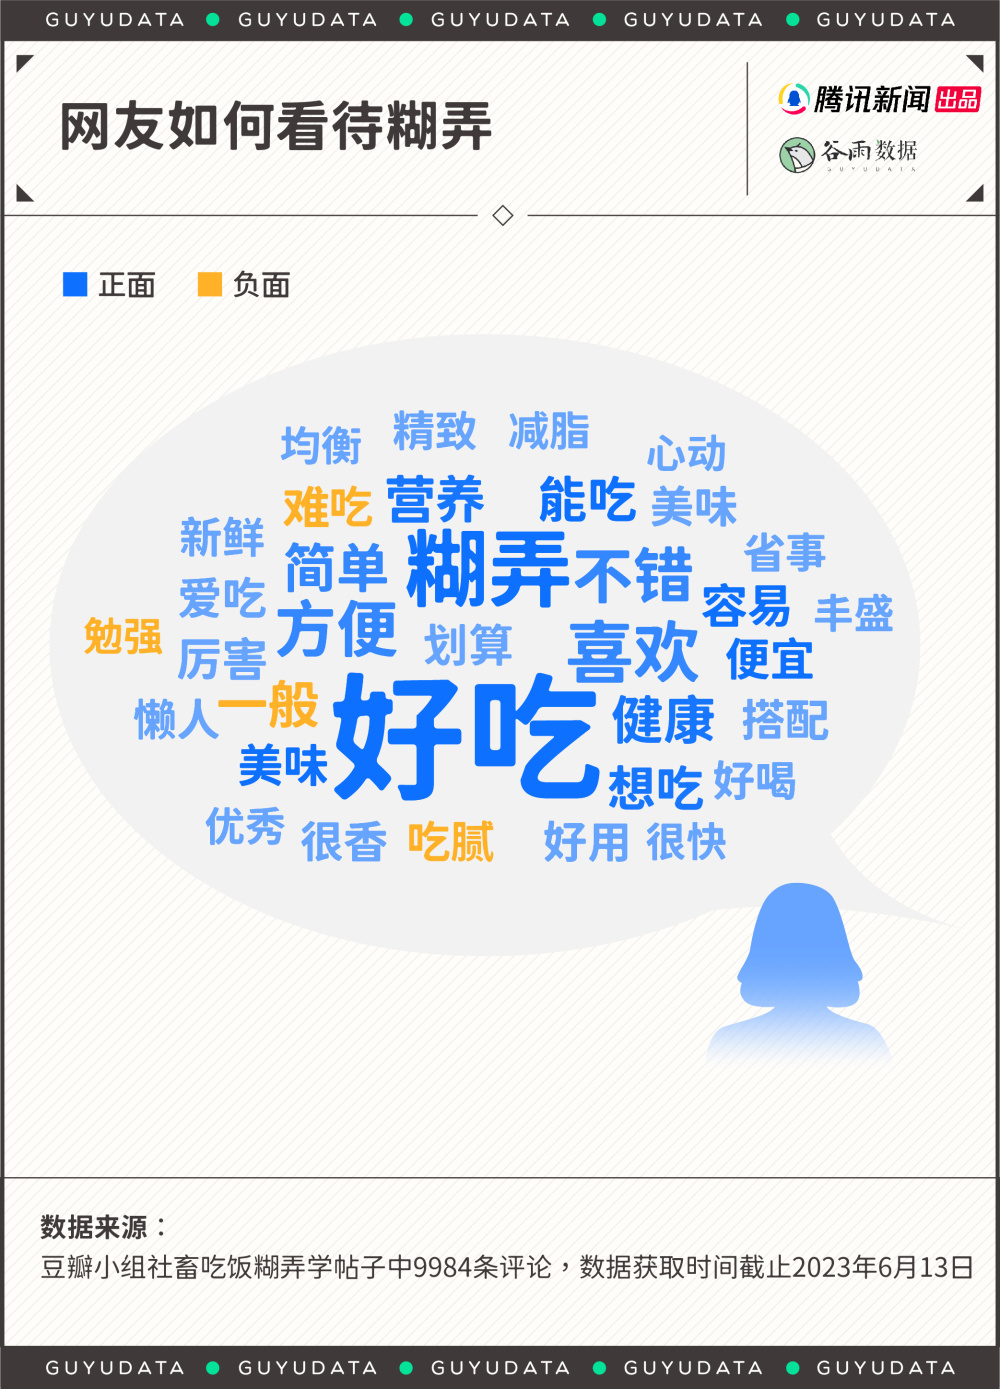 GUYUDATA GUYUDATA GUYUDATA GUYUDATA GUYUDATA
网友如何看待糊弄
腾讯新闻 出品
谷雨数据
GUYUDATA
正面 负面
均衡 精致 减脂 心动
难吃 营养 能吃 美味
新鲜 简单 糊弄 不错 省事
爱吃 方便 容易 丰盛
勉强 厉害 划算 喜欢 便宜
懒人 一般 好吃 健康 搭配
美味 想吃 好喝
优秀 很香 吃腻 好用 很快
数据来源：
豆瓣小组社畜吃饭糊弄学帖子中9984条评论，数据获取时间截止2023年6月13日
GUYUDATA GUYUDATA GUYUDATA GUYUDATA GUYUDATA